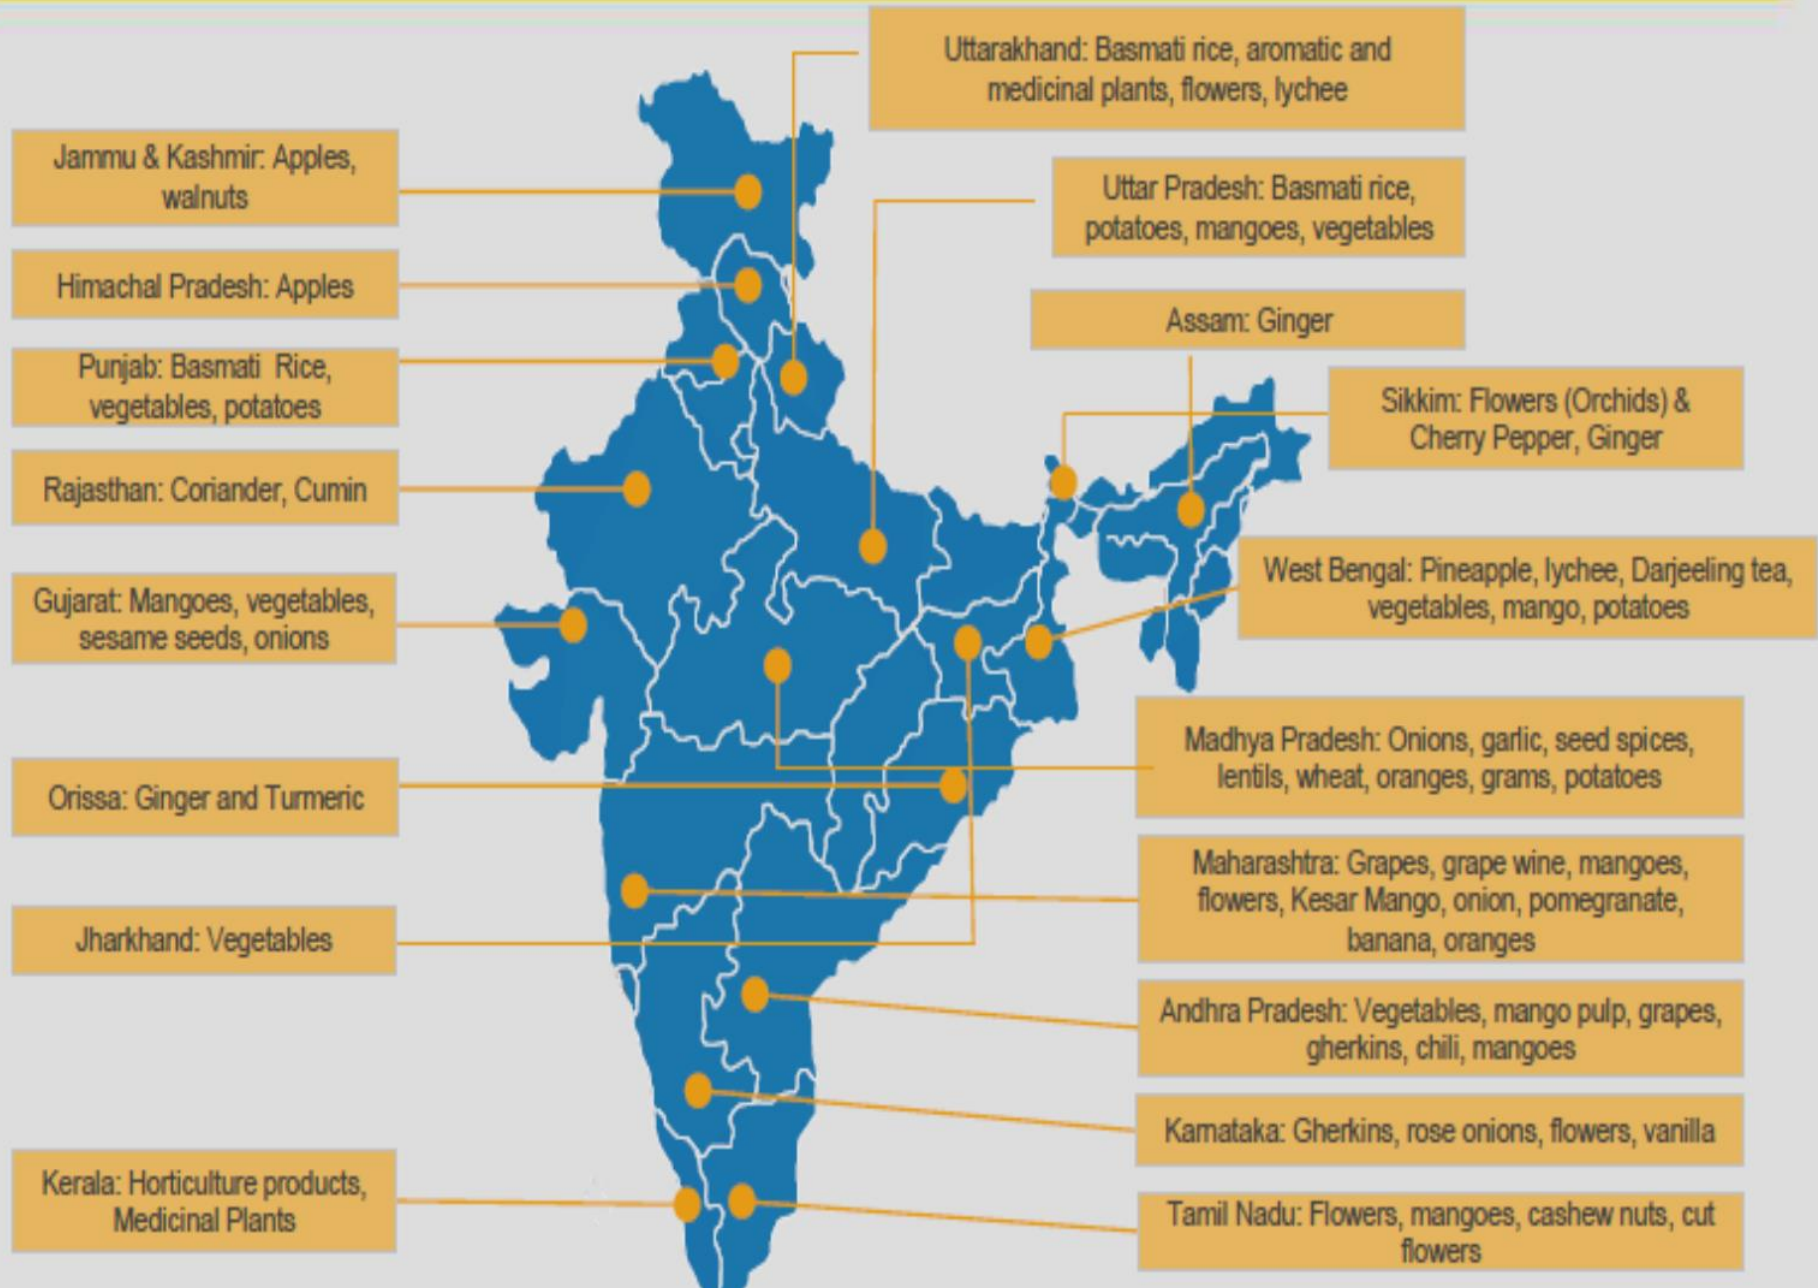 Uttarakhand: Basmati rice, aromatic and
medicinal plants, flowers, lychee
Jammu & Kashmir: Apples,
walnuts
Uttar Pradesh: Basmati rice,
potatoes, mangoes, vegetables
Himachal Pradesh: Apples
Assam: Ginger
Punjab: Basmati Rice,
vegetables, potatoes
Sikkim: Flowers (Orchids) &
Cherry Pepper, Ginger
Rajasthan: Coriander, Cumin
West Bengal: Pineapple, lychee, Darjeeling tea,
vegetables, mango, potatoes
Gujarat: Mangoes, vegetables,
sesame seeds, onions
Madhya Pradesh: Onions, garlic, seed spices,
lentils, wheat, oranges, grams, potatoes
Orissa: Ginger and Turmeric
Maharashtra: Grapes, grape wine, mangoes,
flowers, Kesar Mango, onion, pomegranate,
banana, oranges
Jharkhand: Vegetables
Andhra Pradesh: Vegetables, mango pulp, grapes,
gherkins, chili, mangoes
Karnataka: Gherkins, rose onions, flowers, vanilla
Kerala: Horticulture products,
Medicinal Plants
Tamil Nadu: Flowers, mangoes, cashew nuts, cut
flowers